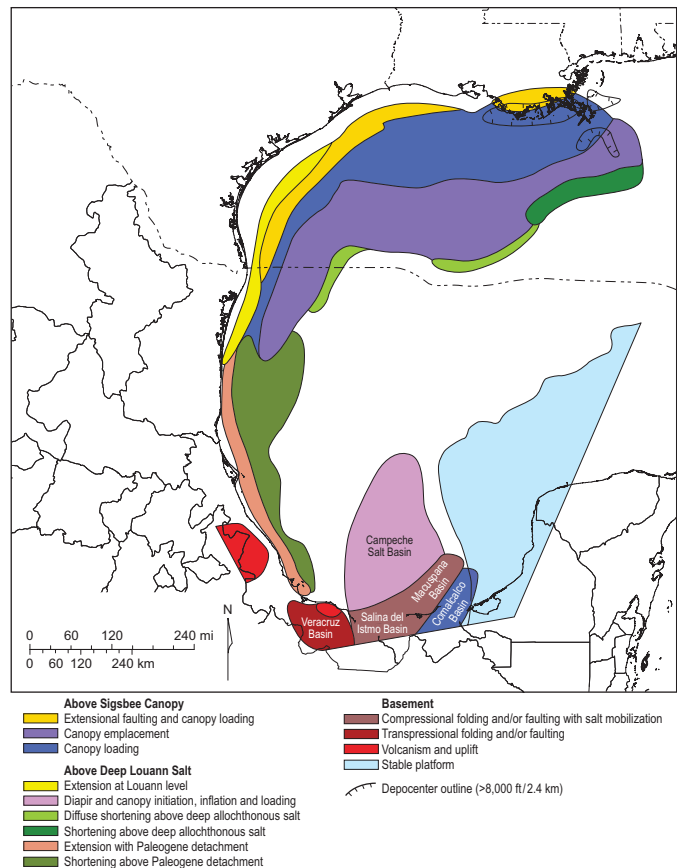 Campeche
Salt Basin
Macuspana
Basin
Comalcalco
Basin
Salina del
Istmo Basin
Veracruz
Basin
N
0 60 120 240 mi
0 60 120 240 km
Above Sigsbee Canopy
Extensional faulting and canopy loading
Canopy emplacement
Canopy loading
Above Deep Louann Salt
Extension at Louann level
Diapir and canopy initiation, inflation and loading
Diffuse shortening above deep allochthonous salt
Shortening above deep allochthonous salt
Extension with Paleogene detachment
Shortening above Paleogene detachment
Basement
Compressional folding and/or faulting with salt mobilization
Transpressional folding and/or faulting
Volcanism and uplift
Stable platform
Depocenter outline (>8,000 ft/2.4 km)